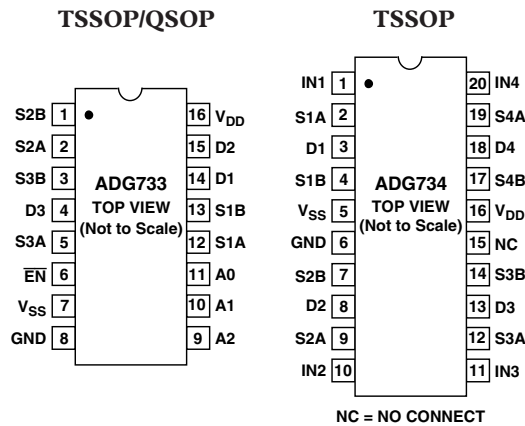 TSSOP/QSOP
S2B 1
S2A 2
S3B 3
D3 4
S3A 5
EN 6
VSS 7
GND 8
ADG733
TOP VIEW
(Not to Scale)
16 VDD
15 D2
14 D1
13 S1B
12 S1A
11 A0
10 A1
9 A2
TSSOP
IN1 1
S1A 2
D1 3
S1B 4
VSS 5
GND 6
S2B 7
D2 8
S2A 9
IN2 10
ADG734
TOP VIEW
(Not to Scale)
20 IN4
19 S4A
18 D4
17 S4B
16 VDD
15 NC
14 S3B
13 D3
12 S3A
11 IN3
NC = NO CONNECT